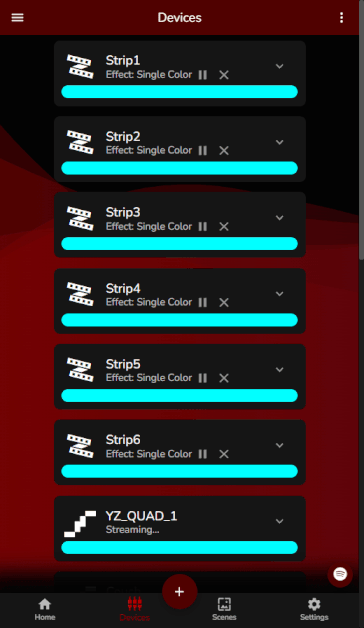 Devices
Strip1
Effect: Single Color
Strip2
Effect: Single Color
Strip3
Effect: Single Color
Strip4
Effect: Single Color
Strip5
Effect: Single Color
Strip6
Effect: Single Color
YZ_QUAD_1
Streaming...
Home
Devices
Scenes
Settings